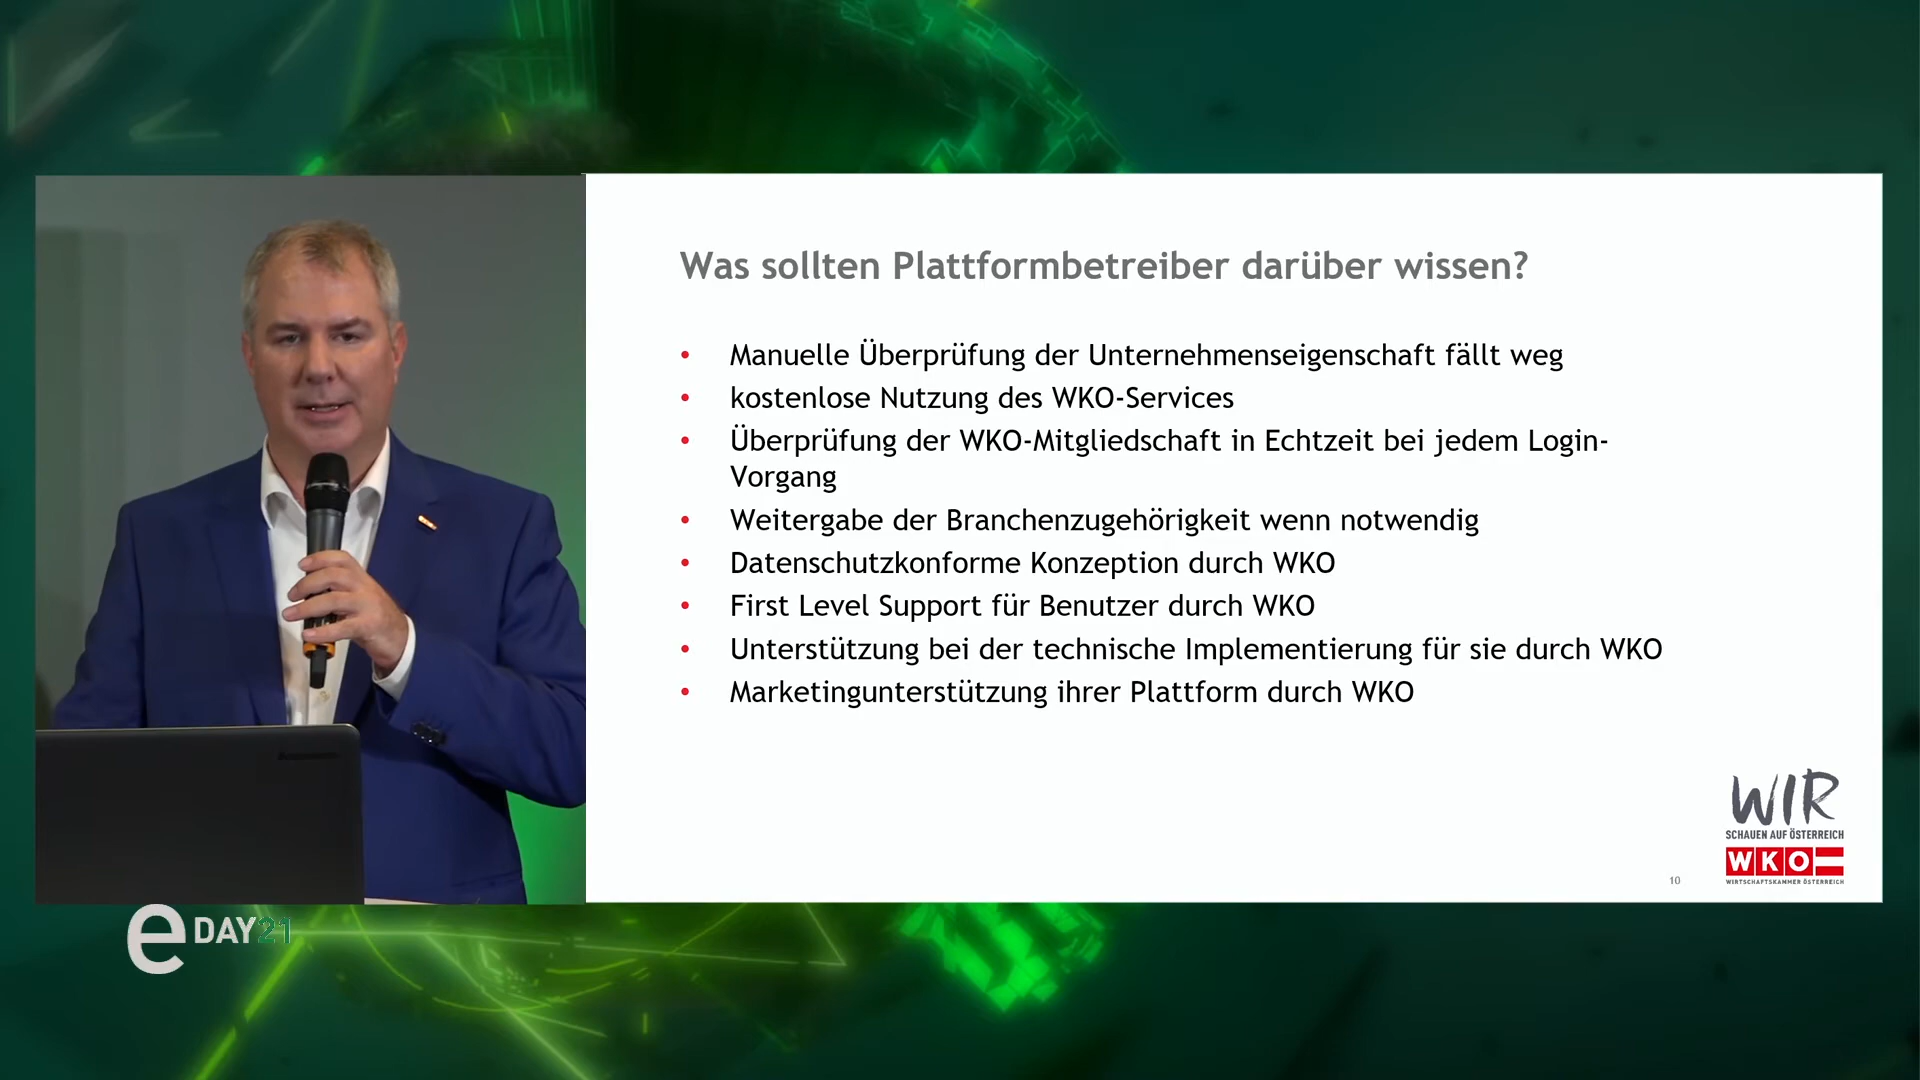 Was sollten Plattformbetreiber darüber wissen?
• Manuelle Überprüfung der Unternehmenseigenschaft fällt weg
• kostenlose Nutzung des WKO-Services
• Überprüfung der WKO-Mitgliedschaft in Echtzeit bei jedem Login-
Vorgang
• Weitergabe der Branchenzugehörigkeit wenn notwendig
• Datenschutzkonforme Konzeption durch WKO
• First Level Support für Benutzer durch WKO
• Unterstützung bei der technische Implementierung für sie durch WKO
• Marketingunterstützung ihrer Plattform durch WKO
WIR
SCHAUEN AUF ÖSTERREICH
WKO
WIRTSCHAFTSKAMMER ÖSTERREICH
10
e DAY21